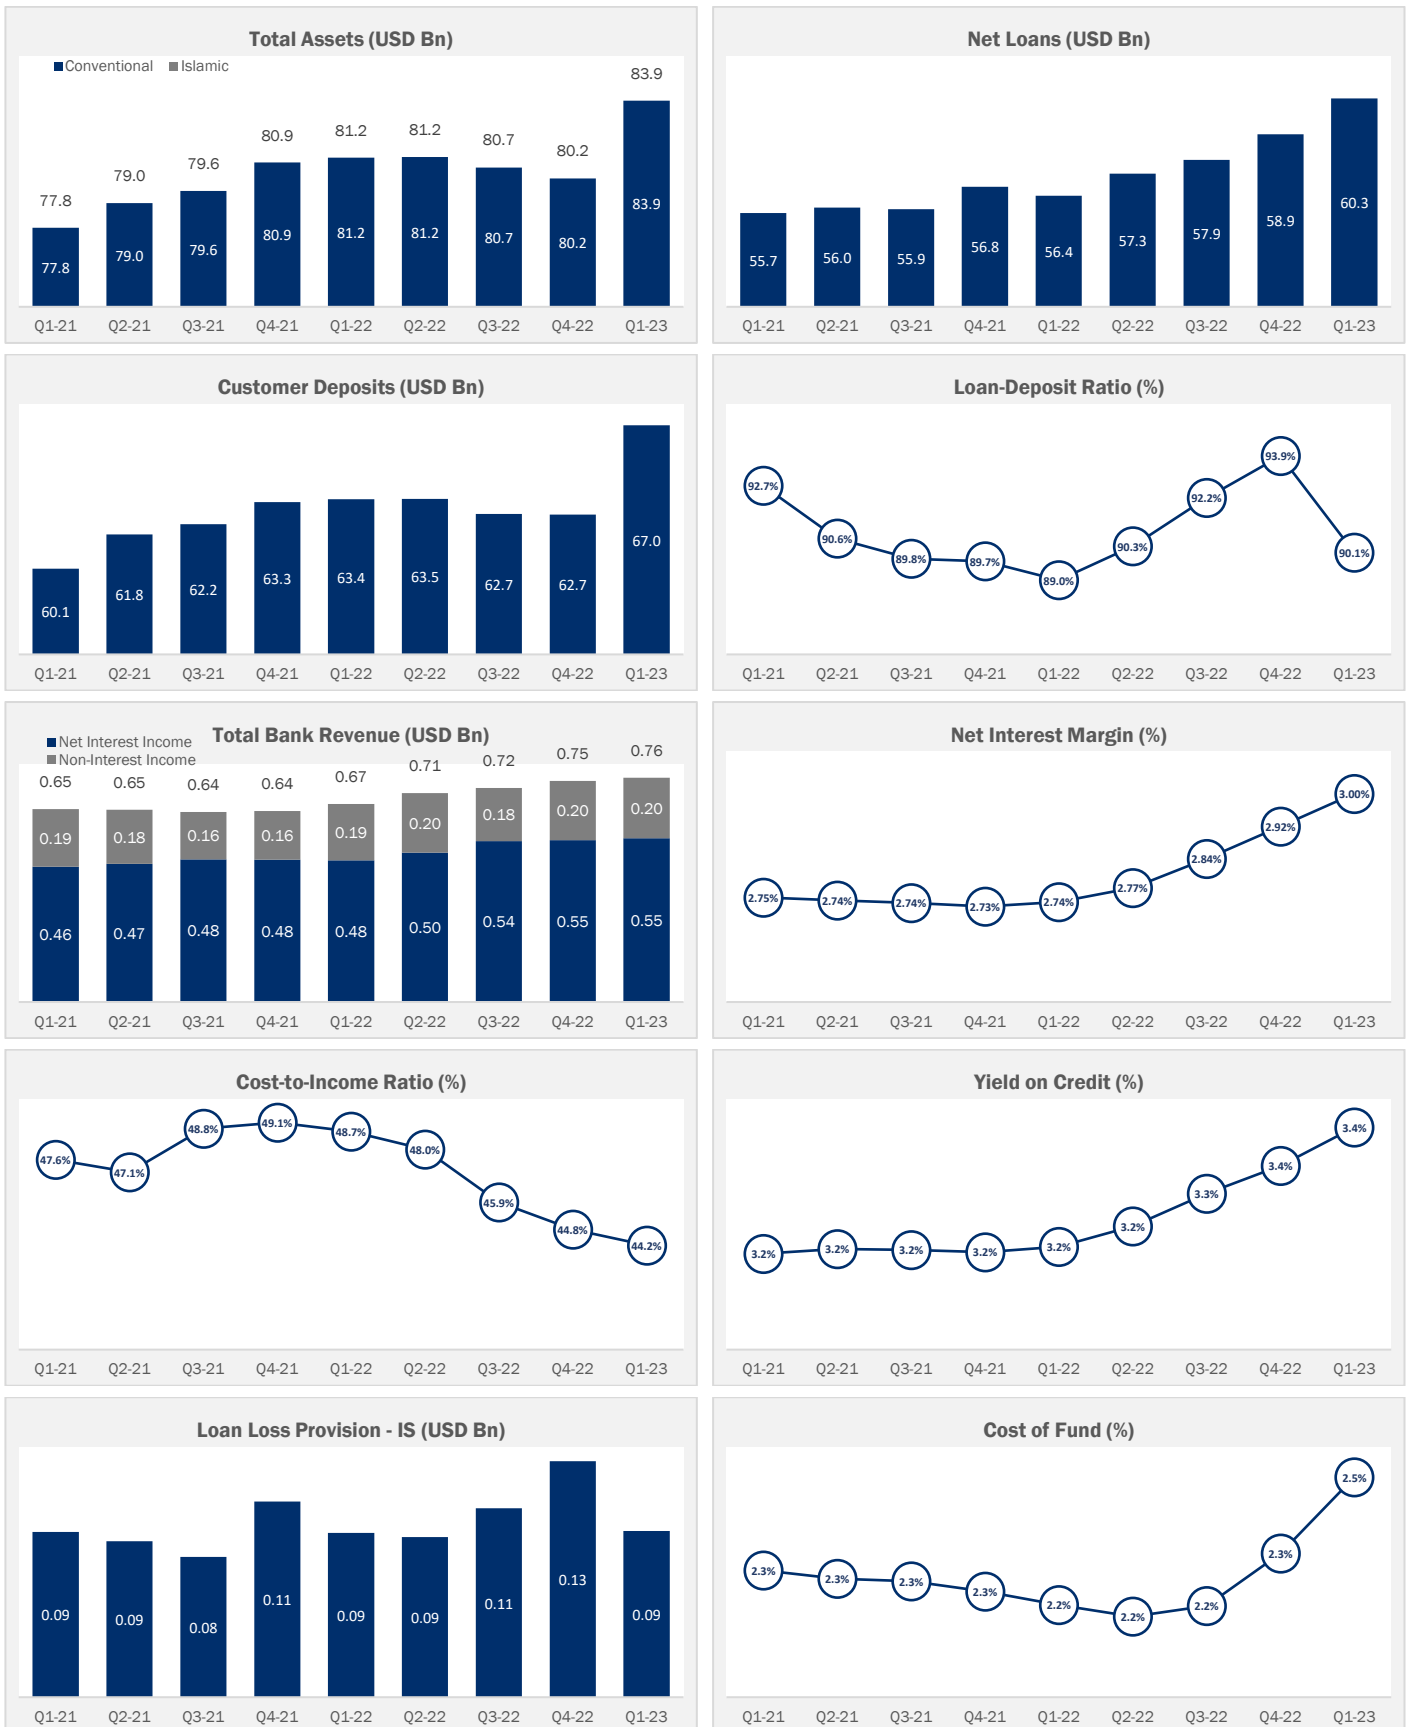 Total Assets (USD Bn)
Conventional Islamic
77.8 79.0 79.6 80.9 81.2 81.2 80.7 80.2 83.9
77.8 79.0 79.6 80.9 81.2 81.2 80.7 80.2 83.9
Q1-21 Q2-21 Q3-21 Q4-21 Q1-22 Q2-22 Q3-22 Q4-22 Q1-23
Net Loans (USD Bn)
55.7 56.0 55.9 56.8 56.4 57.3 57.9 58.9 60.3
Q1-21 Q2-21 Q3-21 Q4-21 Q1-22 Q2-22 Q3-22 Q4-22 Q1-23
Customer Deposits (USD Bn)
60.1 61.8 62.2 63.3 63.4 63.5 62.7 62.7 67.0
Q1-21 Q2-21 Q3-21 Q4-21 Q1-22 Q2-22 Q3-22 Q4-22 Q1-23
Loan-Deposit Ratio (%)
92.7% 90.6% 89.8% 89.7% 89.0% 90.3% 92.2% 93.9% 90.1%
Q1-21 Q2-21 Q3-21 Q4-21 Q1-22 Q2-22 Q3-22 Q4-22 Q1-23
Total Bank Revenue (USD Bn)
Net Interest Income
Non-Interest Income
0.65 0.65 0.64 0.64 0.67 0.71 0.72 0.75 0.76
0.19 0.18 0.16 0.16 0.19 0.20 0.18 0.20 0.20
0.46 0.47 0.48 0.48 0.48 0.50 0.54 0.55 0.55
Q1-21 Q2-21 Q3-21 Q4-21 Q1-22 Q2-22 Q3-22 Q4-22 Q1-23
Net Interest Margin (%)
2.75% 2.74% 2.74% 2.73% 2.74% 2.77% 2.84% 2.92% 3.00%
Q1-21 Q2-21 Q3-21 Q4-21 Q1-22 Q2-22 Q3-22 Q4-22 Q1-23
Cost-to-Income Ratio (%)
47.6% 47.1% 48.8% 49.1% 48.7% 48.0% 45.9% 44.8% 44.2%
Q1-21 Q2-21 Q3-21 Q4-21 Q1-22 Q2-22 Q3-22 Q4-22 Q1-23
Yield on Credit (%)
3.2% 3.2% 3.2% 3.2% 3.2% 3.2% 3.3% 3.4% 3.4%
Q1-21 Q2-21 Q3-21 Q4-21 Q1-22 Q2-22 Q3-22 Q4-22 Q1-23
Loan Loss Provision - IS (USD Bn)
0.09 0.09 0.08 0.11 0.09 0.09 0.11 0.13 0.09
Q1-21 Q2-21 Q3-21 Q4-21 Q1-22 Q2-22 Q3-22 Q4-22 Q1-23
Cost of Fund (%)
2.3% 2.3% 2.3% 2.3% 2.2% 2.2% 2.2% 2.3% 2.5%
Q1-21 Q2-21 Q3-21 Q4-21 Q1-22 Q2-22 Q3-22 Q4-22 Q1-23